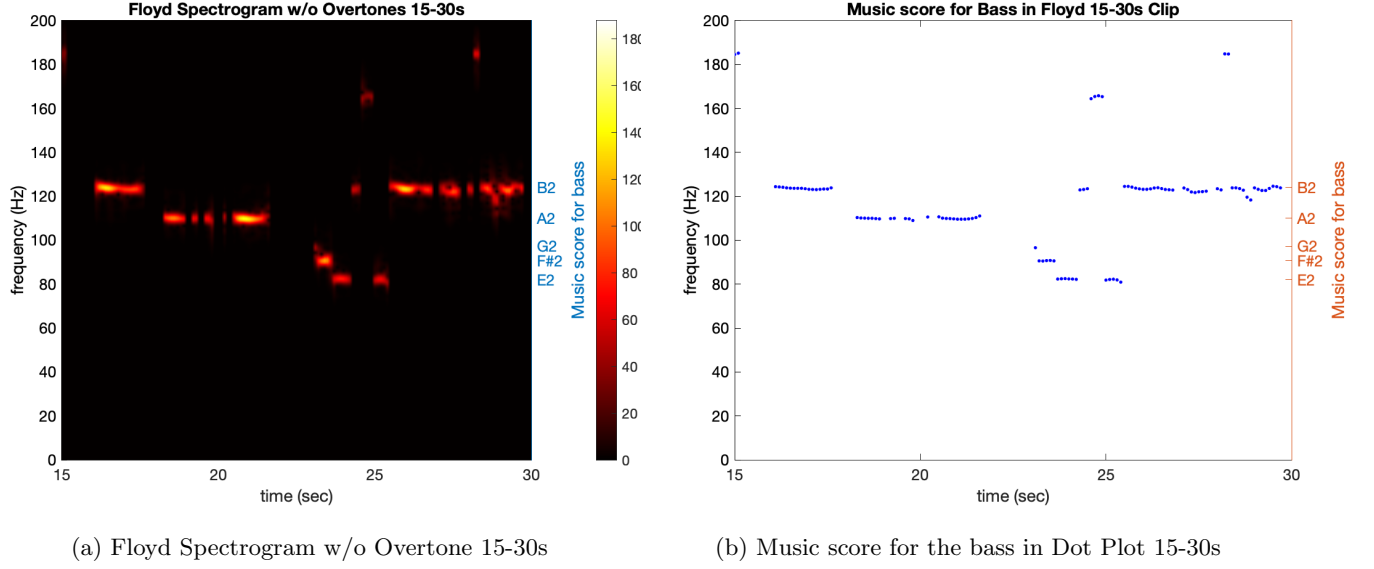 Floyd Spectrogram w/o Overtones 15-30s
200
180
160
140
120
100
80
60
40
20
0
15
20
25
30
frequency (Hz)
time (sec)
B2
A2
G2
F#2
E2
Music score for bass
180
160
140
120
100
80
60
40
20
0
(a) Floyd Spectrogram w/o Overtone 15-30s
Music score for Bass in Floyd 15-30s Clip
200
180
160
140
120
100
80
60
40
20
0
15
20
25
30
frequency (Hz)
time (sec)
B2
A2
G2
F#2
E2
Music score for bass
(b) Music score for the bass in Dot Plot 15-30s